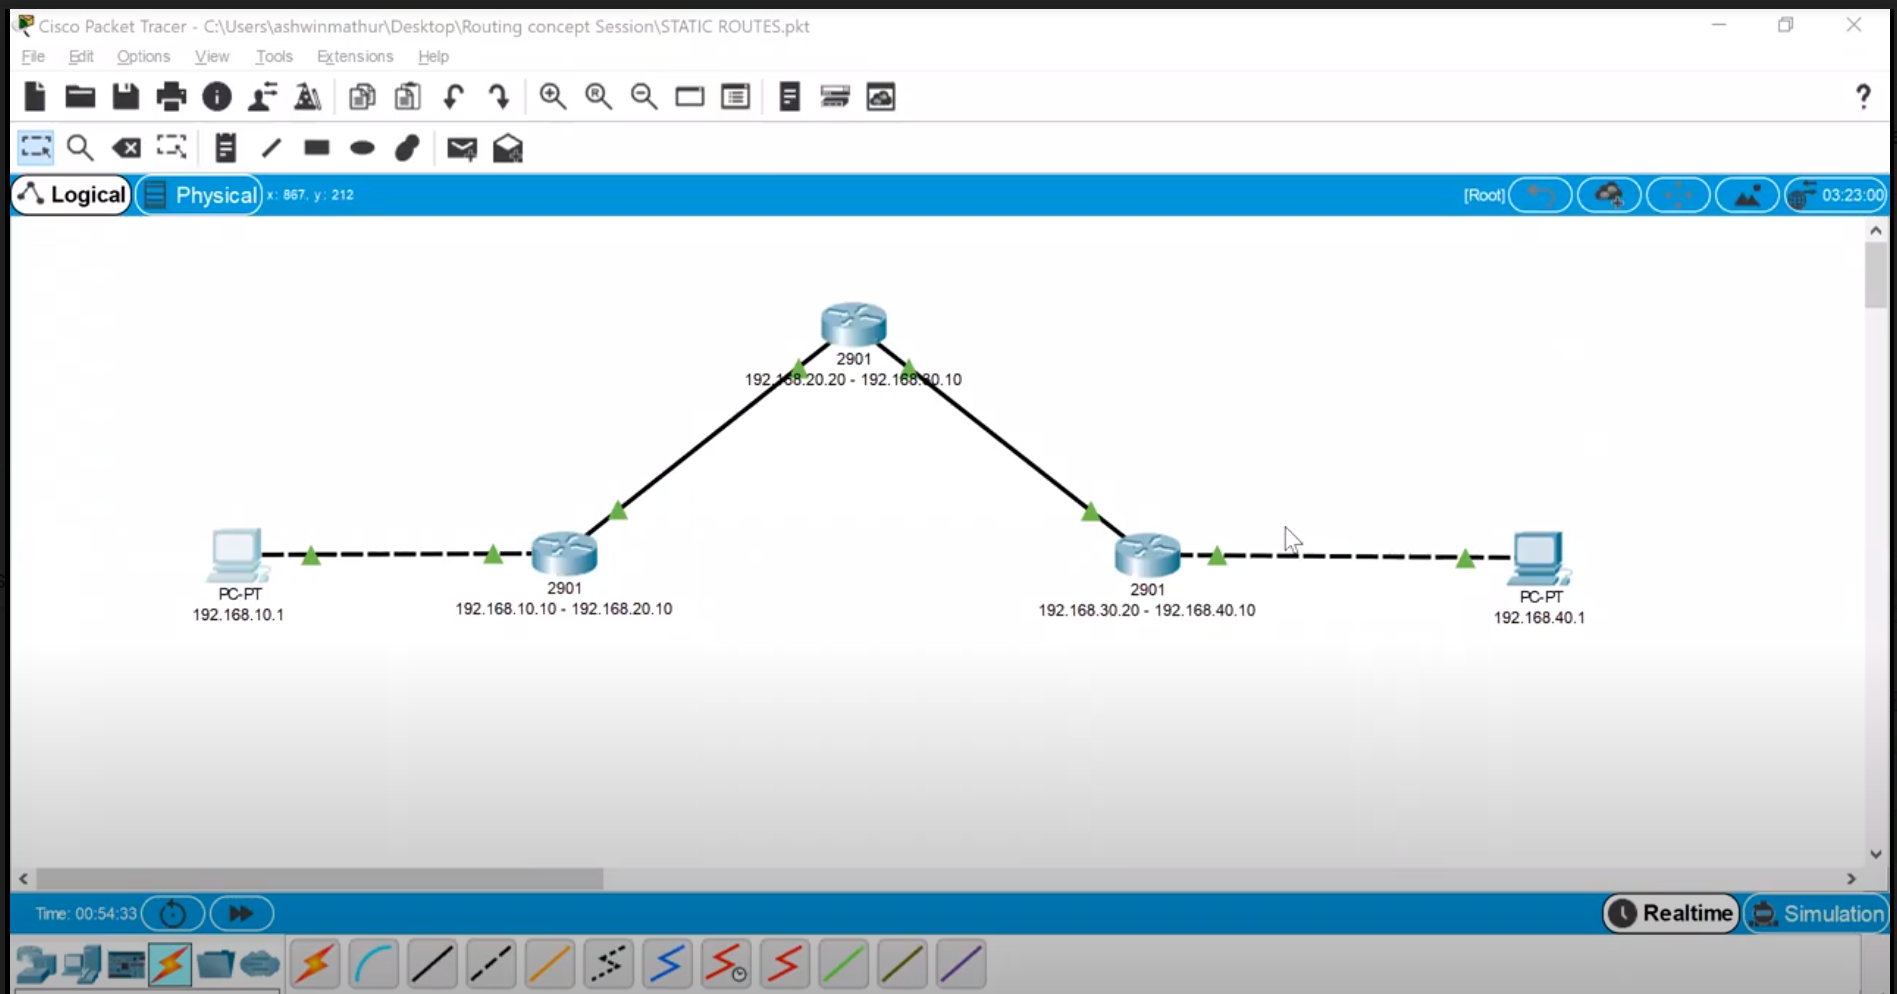 Cisco Packet Tracer - C:\Users\ashwinmathur\Desktop\Routing concept Session\STATIC ROUTES.pkt
File Edit Options View Tools Extensions Help
?
Logical Physical x: 867, y: 212 [Root] 03:23:00
2901
192.168.20.20 - 192.168.30.10
PC-PT
192.168.10.1
2901
192.168.10.10 - 192.168.20.10
2901
192.168.30.20 - 192.168.40.10
PC-PT
192.168.40.1
Time: 00:54:33 Realtime Simulation